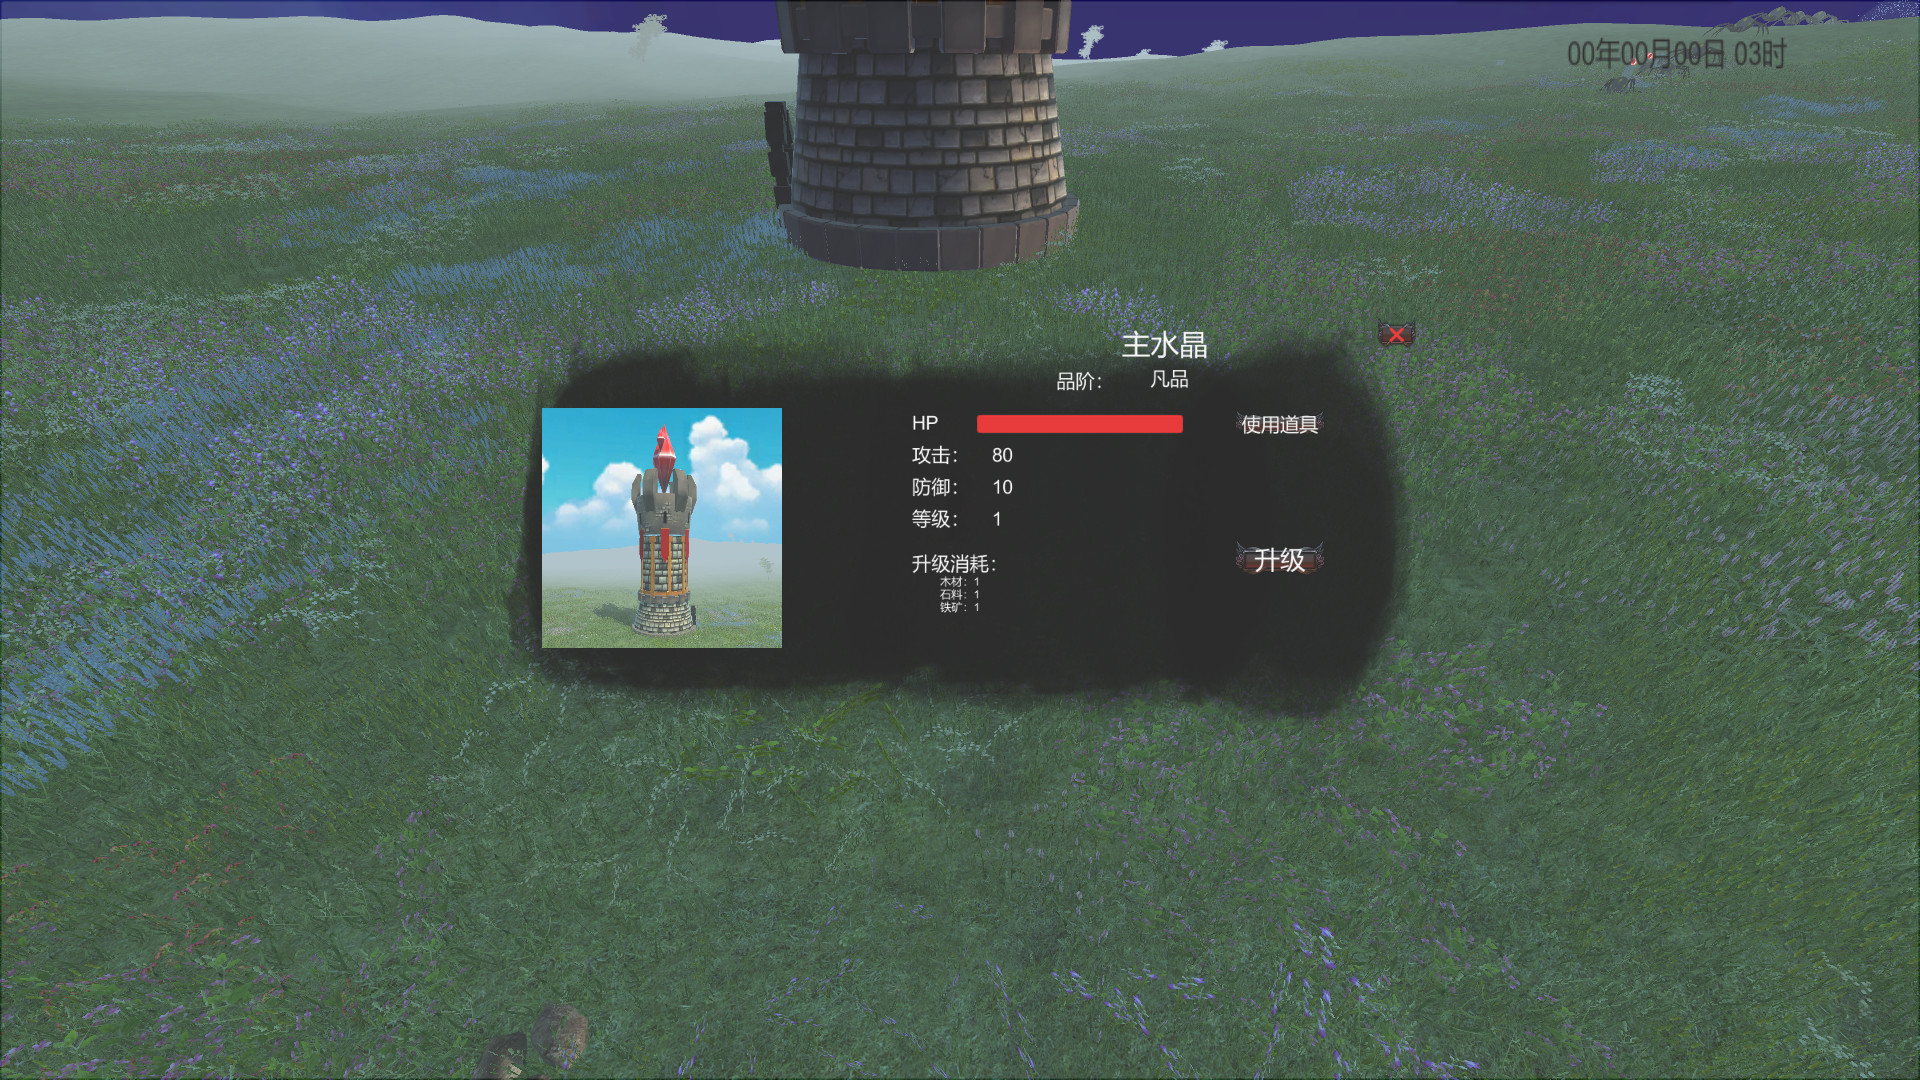 00年00月00日 03时
主水晶
品阶： 凡品
HP
使用道具
攻击： 80
防御： 10
等级： 1
升级消耗：
升级
木材：1
石料：1
铁矿：1